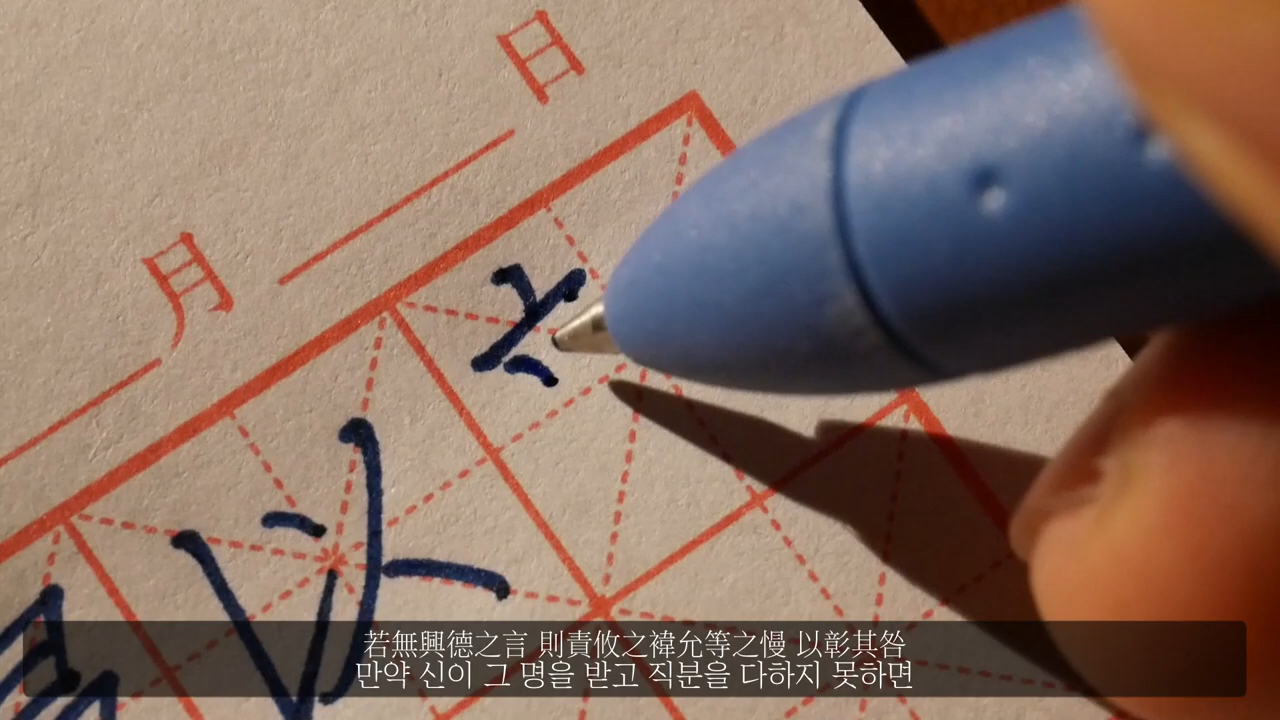 月 日
以
若無興德之言 則責攸之褘允等之慢 以彰其咎
만약 신이 그 명을 받고 직분을 다하지 못하면